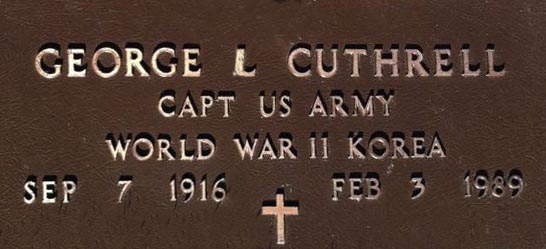 GEORGE L CUTHRELL
CAPT US ARMY
WORLD WAR II KOREA
SEP 7 1916 FEB 3 1989